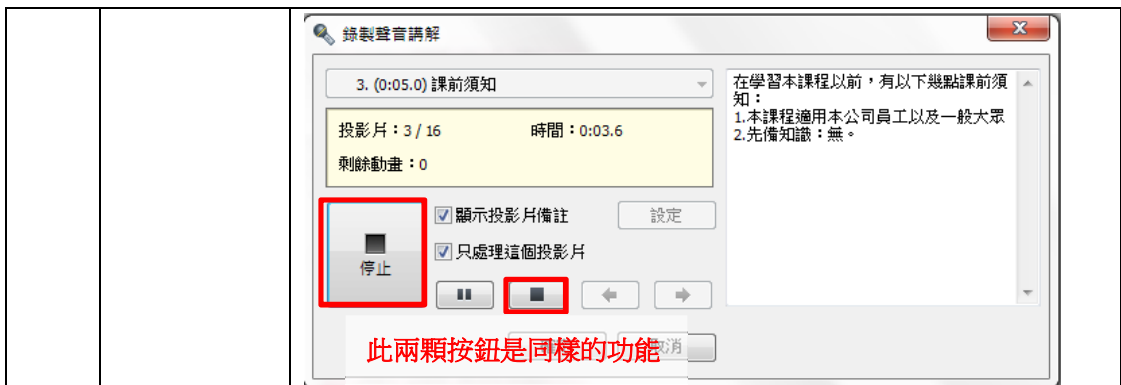 錄製聲音講解
3. (0:05.0) 課前須知
投影片：3 / 16 時間：0:03.6
剩餘動畫：0
停止
顯示投影片備註 設定
只處理這個投影片
此兩顆按鈕是同樣的功能
取消
在學習本課程以前，有以下幾點課前須
知：
1.本課程適用本公司員工以及一般大眾
2.先備知識：無。